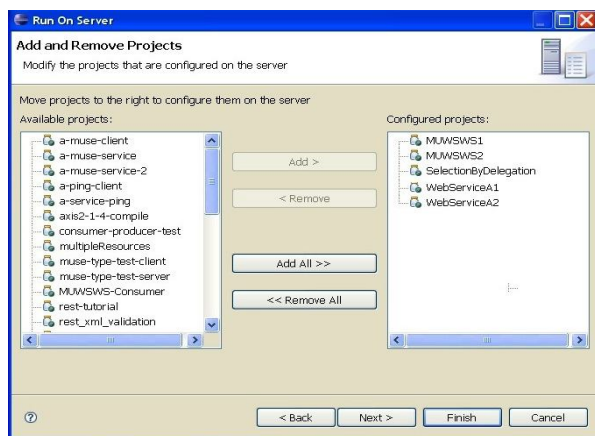 Run On Server
Add and Remove Projects
Modify the projects that are configured on the server
Move projects to the right to configure them on the server
Available projects:
a-muse-client
a-muse-service
a-muse-service-2
a-ping-client
a-service-ping
axis2-1-4-compile
consumer-producer-test
multipleResources
muse-type-test-client
muse-type-test-server
MUWSWS-Consumer
rest-tutorial
rest_xml_validation
Add >
< Remove
Add All >>
<< Remove All
Configured projects:
MUWSWS1
MUWSWS2
SelectionByDelegation
WebServiceA1
WebServiceA2
?
< Back
Next >
Finish
Cancel